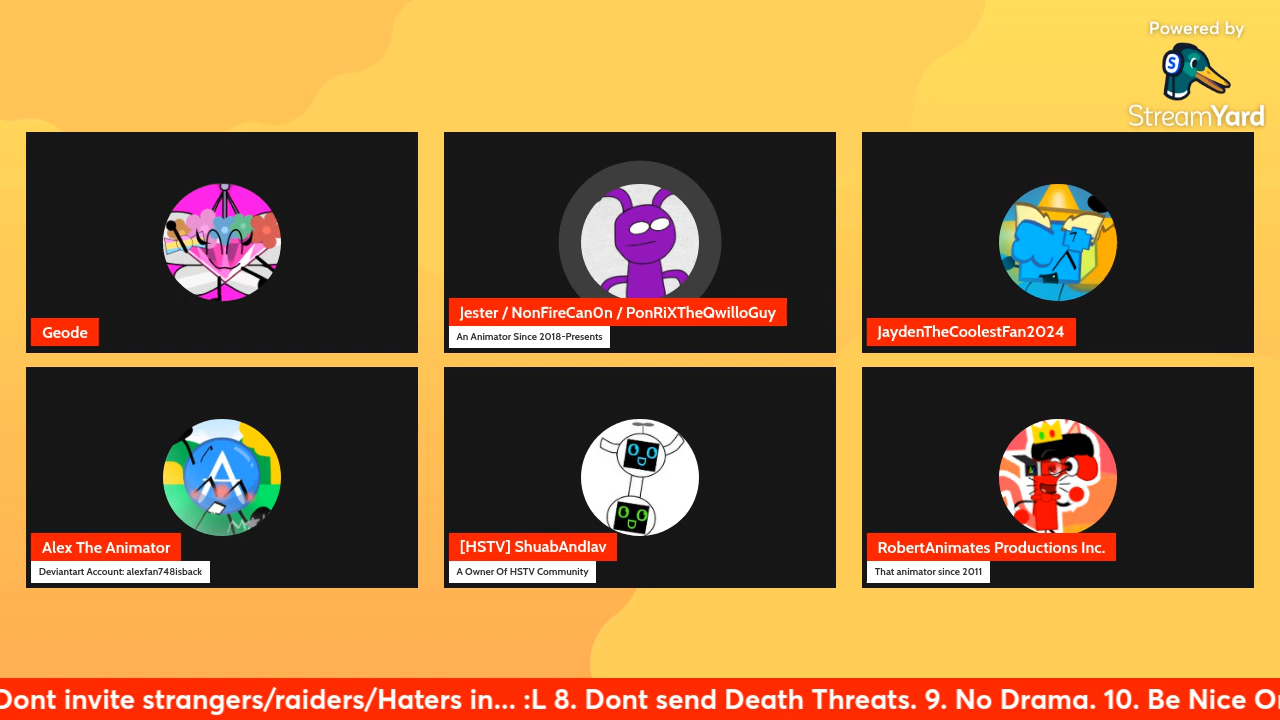 Powered by
StreamYard
Geode
Jester / NonFireCan0n / PonRiXTheQwilloGuy
An Animator Since 2018-Presents
JaydenTheCoolestFan2024
Alex The Animator
Deviantart Account: alexfan748isback
[HSTV] ShuabAndIav
A Owner Of HSTV Community
RobertAnimates Productions Inc.
That animator since 2011
Dont invite strangers/raiders/Haters in... :L 8. Dont send Death Threats. 9. No Drama. 10. Be Nice O